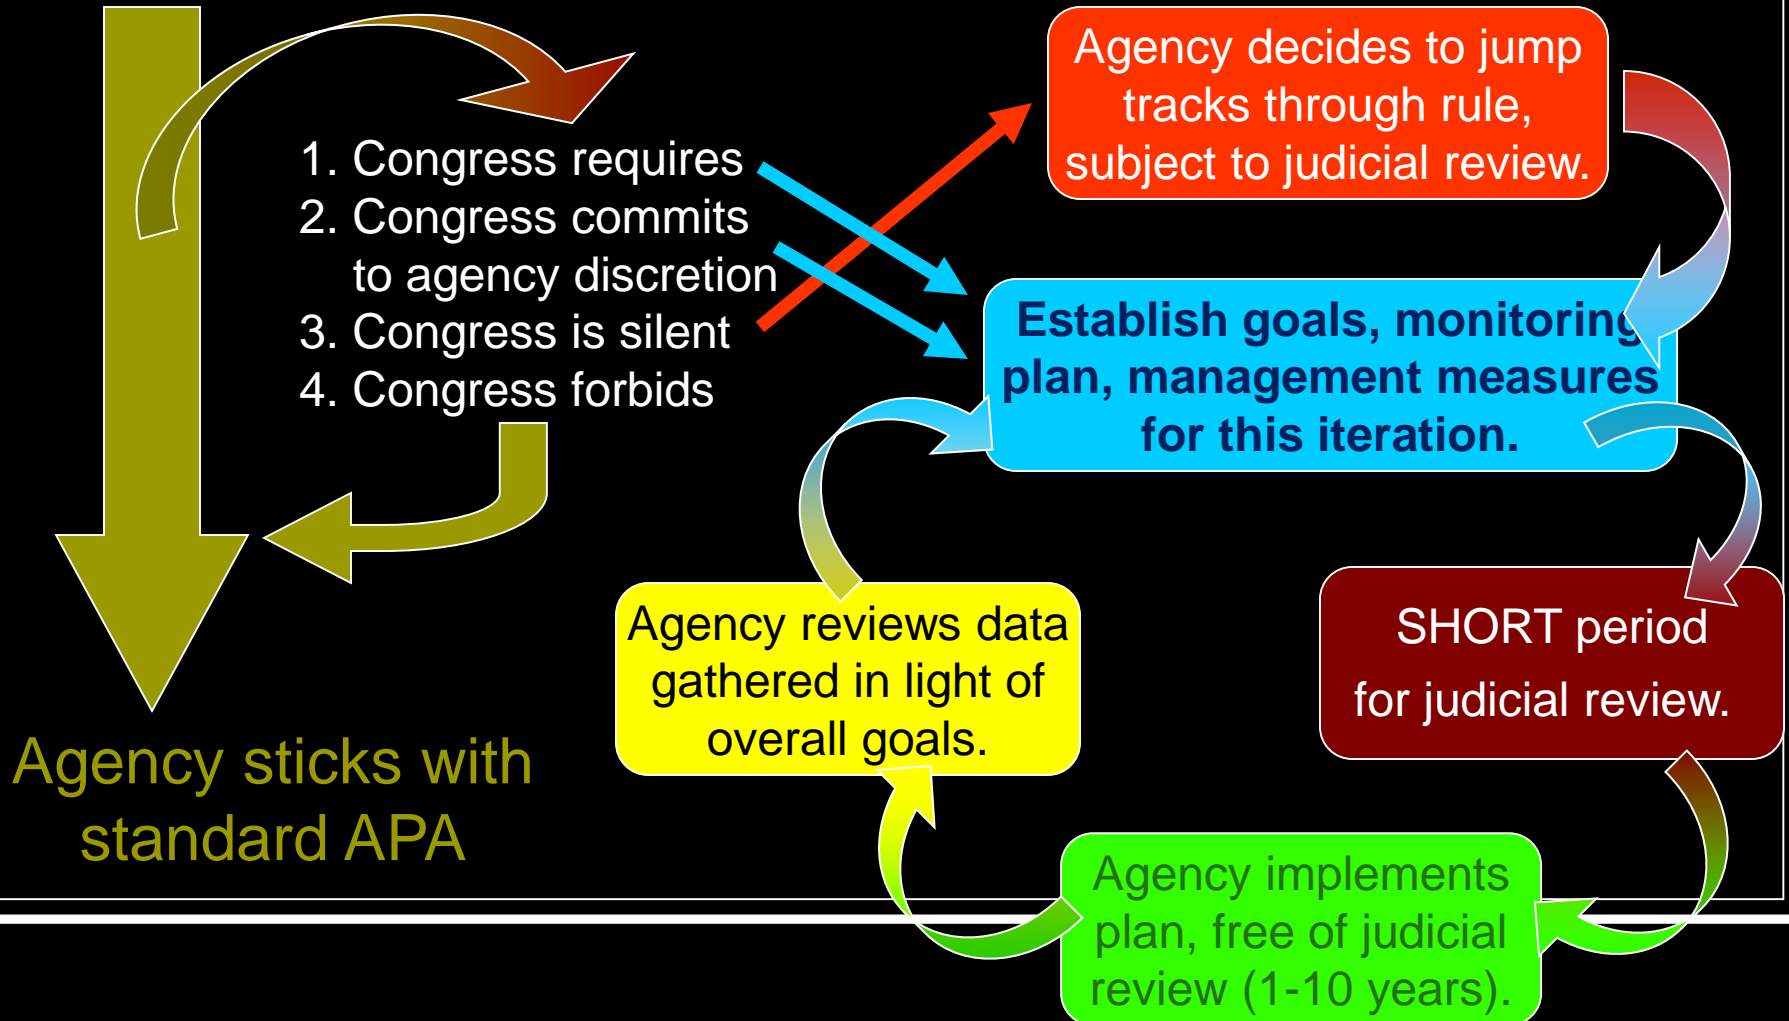 Agency decides to jump
tracks through rule,
subject to judicial review.
1. Congress requires
2. Congress commits
to agency discretion
3. Congress is silent
4. Congress forbids
Establish goals, monitoring
plan, management measures
for this iteration.
Agency reviews data
gathered in light of
overall goals.
SHORT period
for judicial review.
Agency sticks with
standard APA
Agency implements
plan, free of judicial
review (1-10 years).